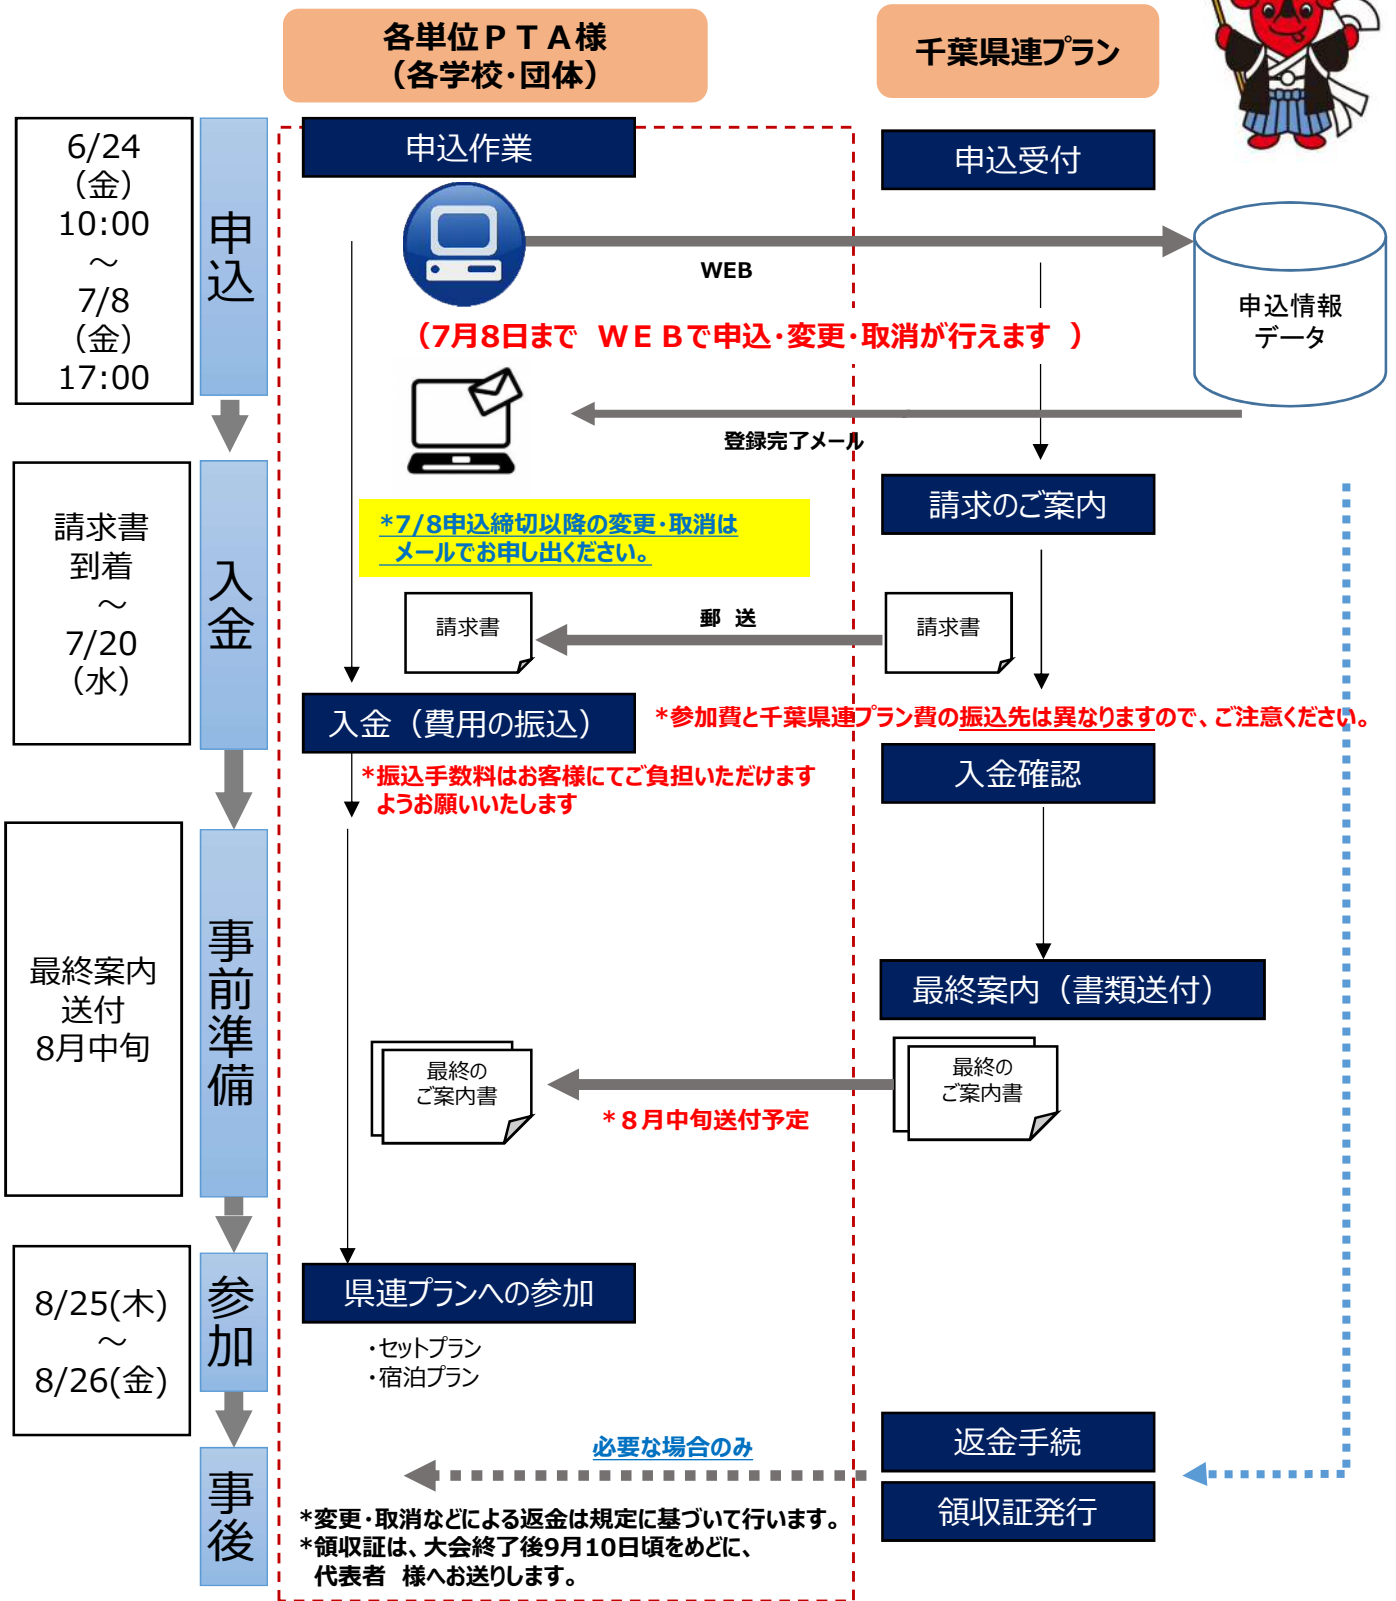 各単位ＰＴＡ様
（各学校・団体）
千葉県連プラン
6/24
（金）
10:00
～
7/8
（金）
17:00
申込
申込作業
申込受付
WEB
申込情報
データ
（7月8日まで　ＷＥＢで申込・変更・取消が行えます　）
登録完了メール
請求書
到着
～
7/20
（水）
入金
請求のご案内
*7/8申込締切以降の変更・取消は
メールでお申し出ください。
請求書
郵　送
請求書
入金（費用の振込）
*参加費と千葉県連プラン費の振込先は異なりますので、ご注意ください。
*振込手数料はお客様にてご負担いただけます
ようお願いいたします
入金確認
最終案内
送付
8月中旬
事前準備
最終案内（書類送付）
最終の
ご案内書
最終の
ご案内書
*８月中旬送付予定
8/25(木)
～
8/26(金)
参加
県連プランへの参加
・セットプラン
・宿泊プラン
事後
必要な場合のみ
返金手続
領収証発行
*変更・取消などによる返金は規定に基づいて行います。
*領収証は、大会終了後9月10日頃をめどに、
代表者　様へお送りします。